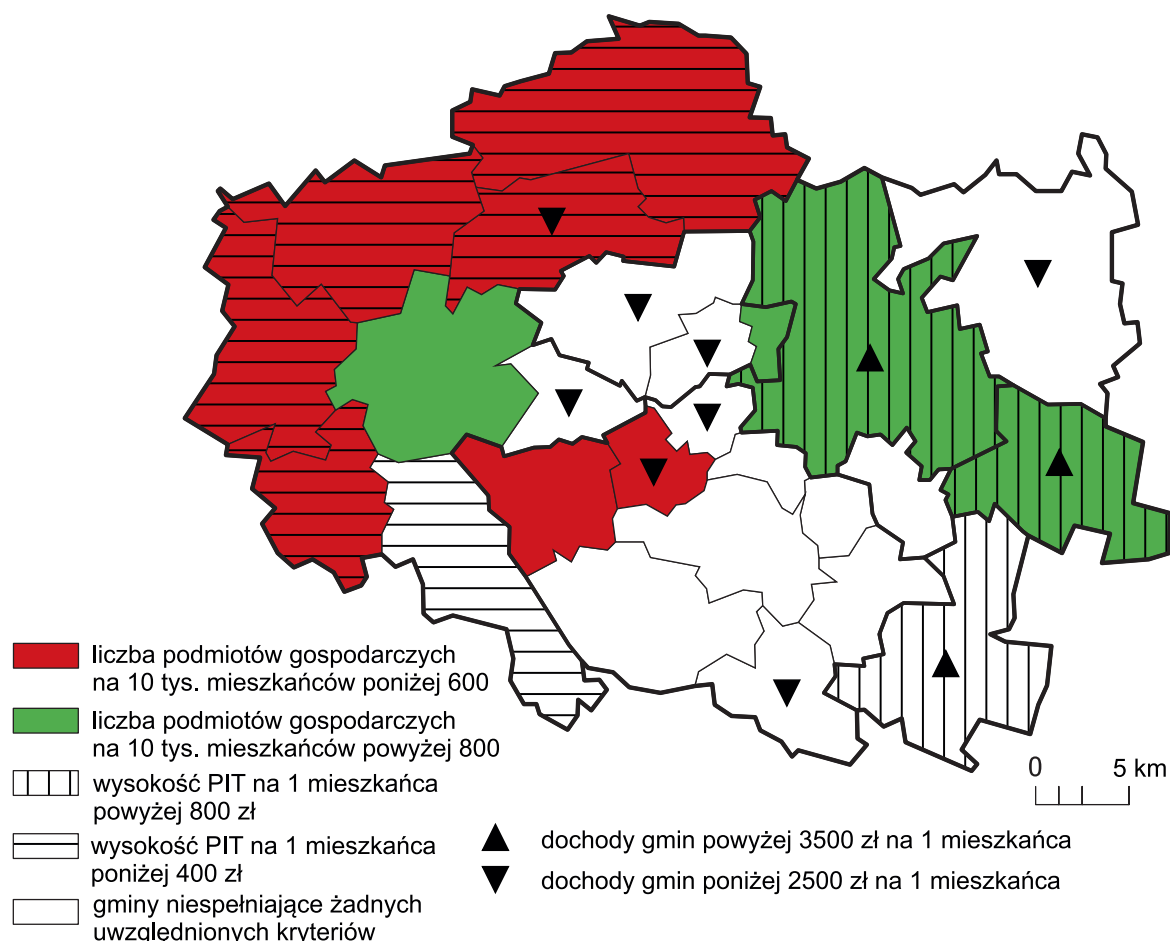 liczba podmiotów gospodarczych
na 10 tys. mieszkańców poniżej 600
liczba podmiotów gospodarczych
na 10 tys. mieszkańców powyżej 800
wysokość PIT na 1 mieszkańca
powyżej 800 zł
wysokość PIT na 1 mieszkańca
poniżej 400 zł
gminy niespełniające żadnych
uwzględnionych kryteriów
dochody gmin powyżej 3500 zł na 1 mieszkańca
dochody gmin poniżej 2500 zł na 1 mieszkańca
0 5 km